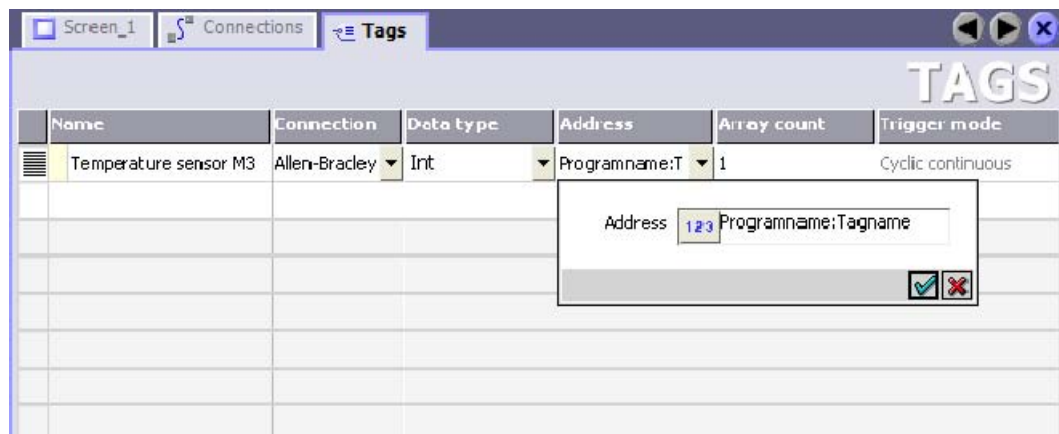 Screen_1 Connections Tags
TAGS
Name Connection Data type Address Array count Trigger mode
Temperature sensor M3 Allen-Bradley Int Programname:T 1 Cyclic continuous
Address 123 Programname:Tagname